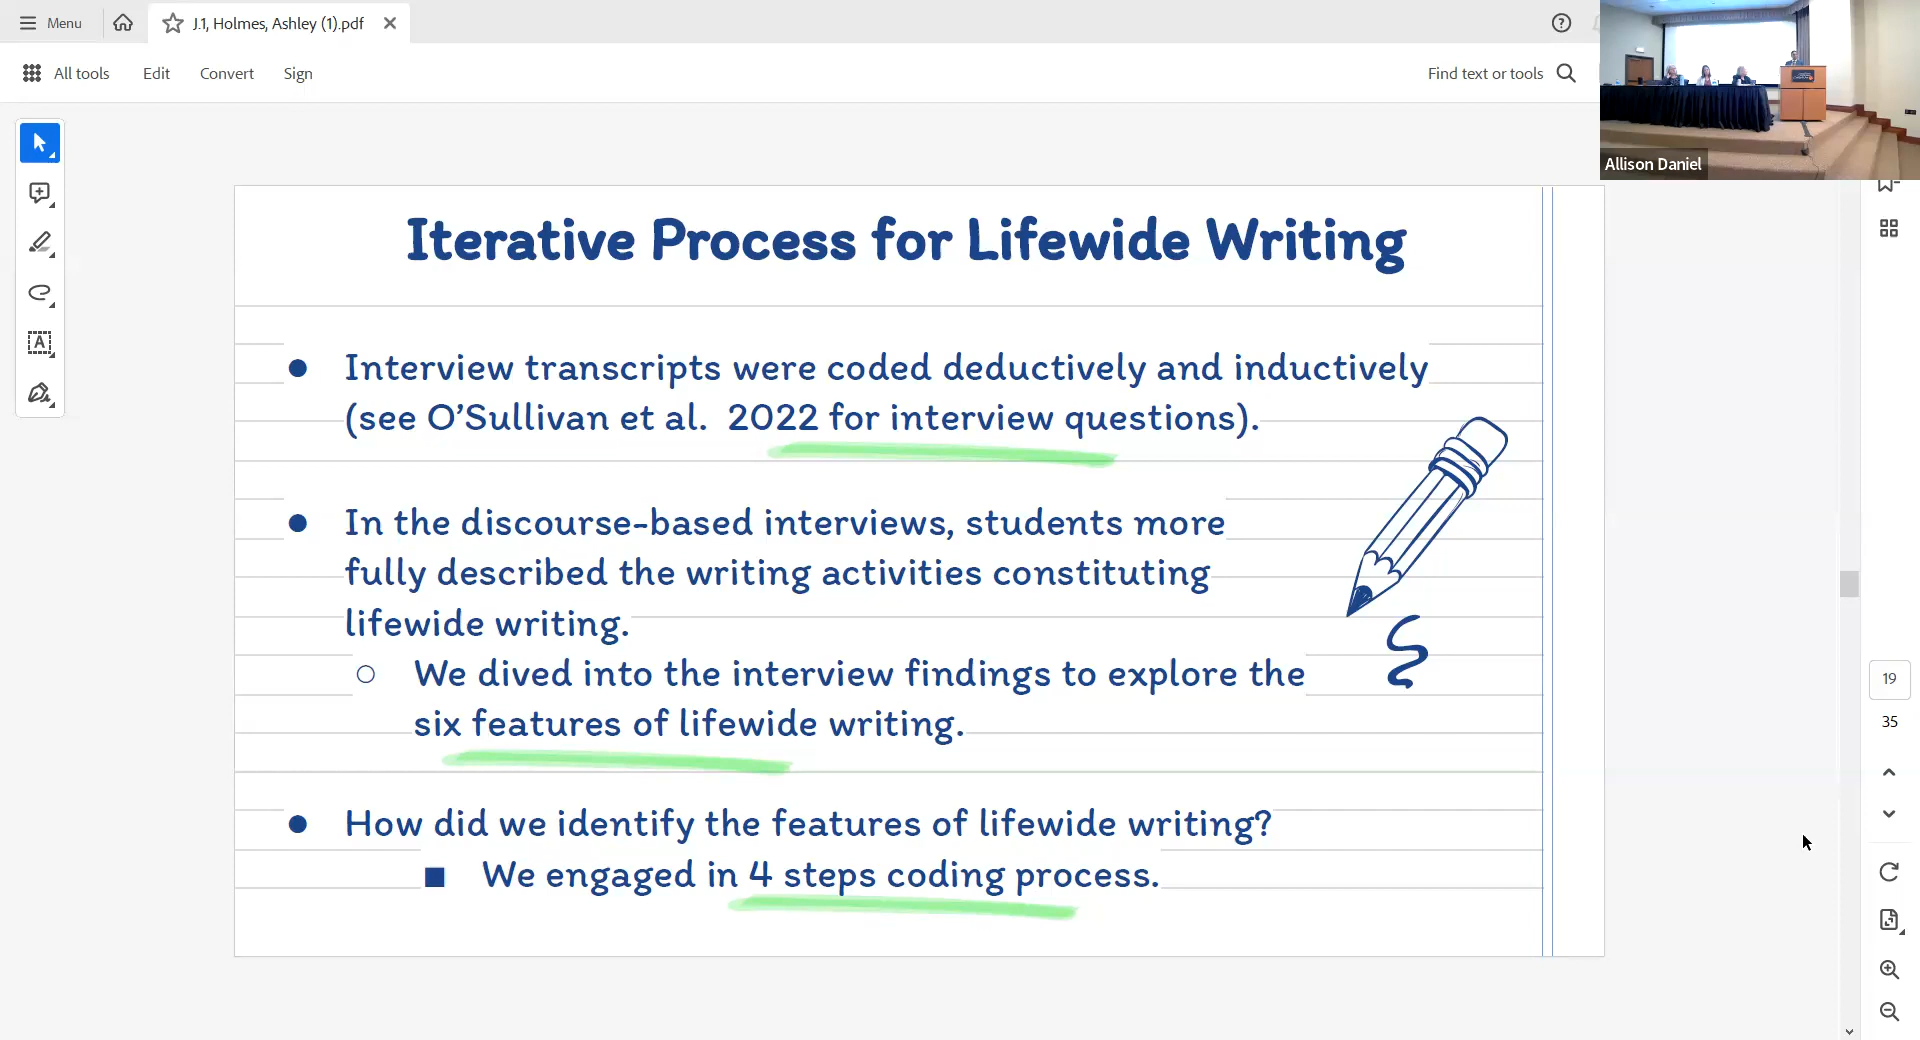 Menu
J.1, Holmes, Ashley (1).pdf
All tools
Edit
Convert
Sign
Find text or tools
Allison Daniel
Iterative Process for Lifewide Writing
Interview transcripts were coded deductively and inductively
(see O'Sullivan et al. 2022 for interview questions).
In the discourse-based interviews, students more
fully described the writing activities constituting
lifewide writing.
We dived into the interview findings to explore the
six features of lifewide writing.
How did we identify the features of lifewide writing?
We engaged in 4 steps coding process.
19
35